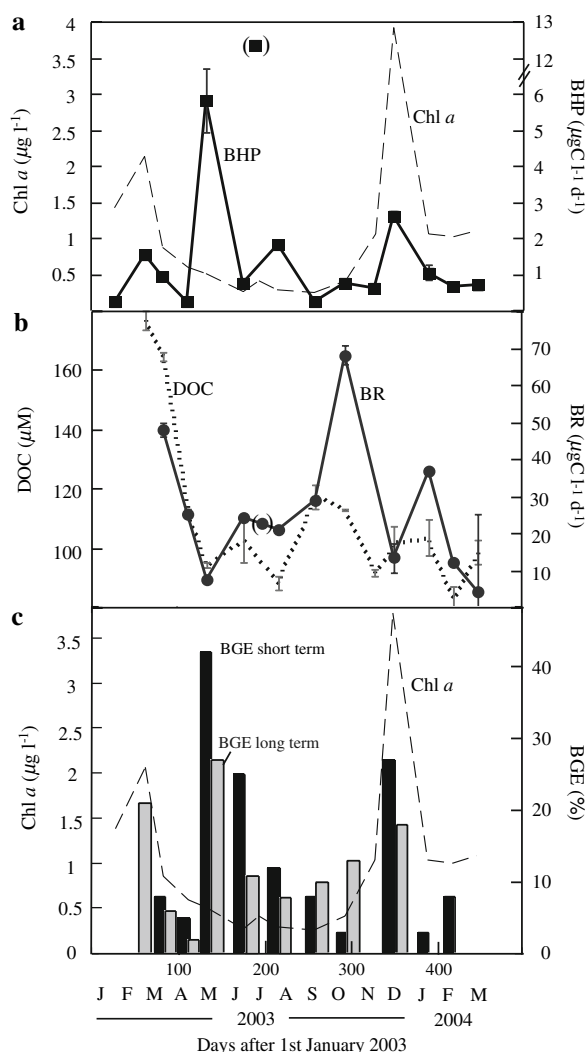 a
4
3.5
3
2.5
2
1.5
1
0.5
Chl a (µg l-1)
( )
BHP
Chl a
13
12
6
5
4
3
2
1
BHP (µgC l-1 d-1)
b
160
140
120
100
DOC (µM)
DOC
BR
( )
70
60
50
40
30
20
10
BR (µgC l-1 d-1)
c
3.5
3
2.5
2
1.5
1
0.5
0
Chl a (µg l-1)
BGE short term
BGE long term
Chl a
40
30
20
10
0
BGE (%)
100 200 300 400
J F M A M J J A S O N D J F M
2003 2004
Days after 1st January 2003